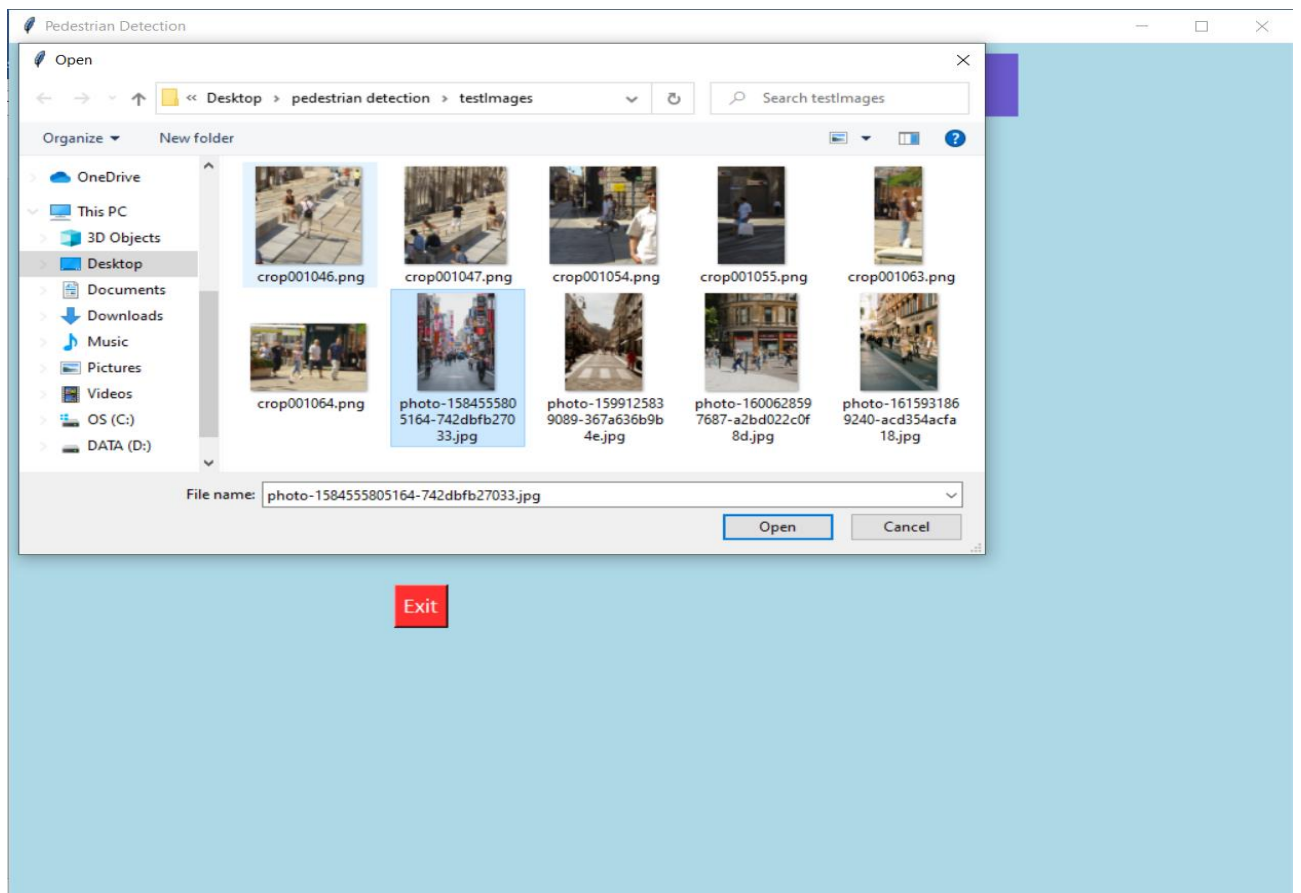 Pedestrian Detection
Open
« Desktop › pedestrian detection › testImages
Search testImages
Organize
New folder
OneDrive
This PC
3D Objects
Desktop
Documents
Downloads
Music
Pictures
Videos
OS (C:)
DATA (D:)
crop001046.png
crop001047.png
crop001054.png
crop001055.png
crop001063.png
crop001064.png
photo-158455580
5164-742dbfb270
33.jpg
photo-159912583
9089-367a636b9b
4e.jpg
photo-160062859
7687-a2bd022c0f
8d.jpg
photo-161593186
9240-acd354acfa
18.jpg
File name: photo-1584555805164-742dbfb27033.jpg
Open
Cancel
Exit